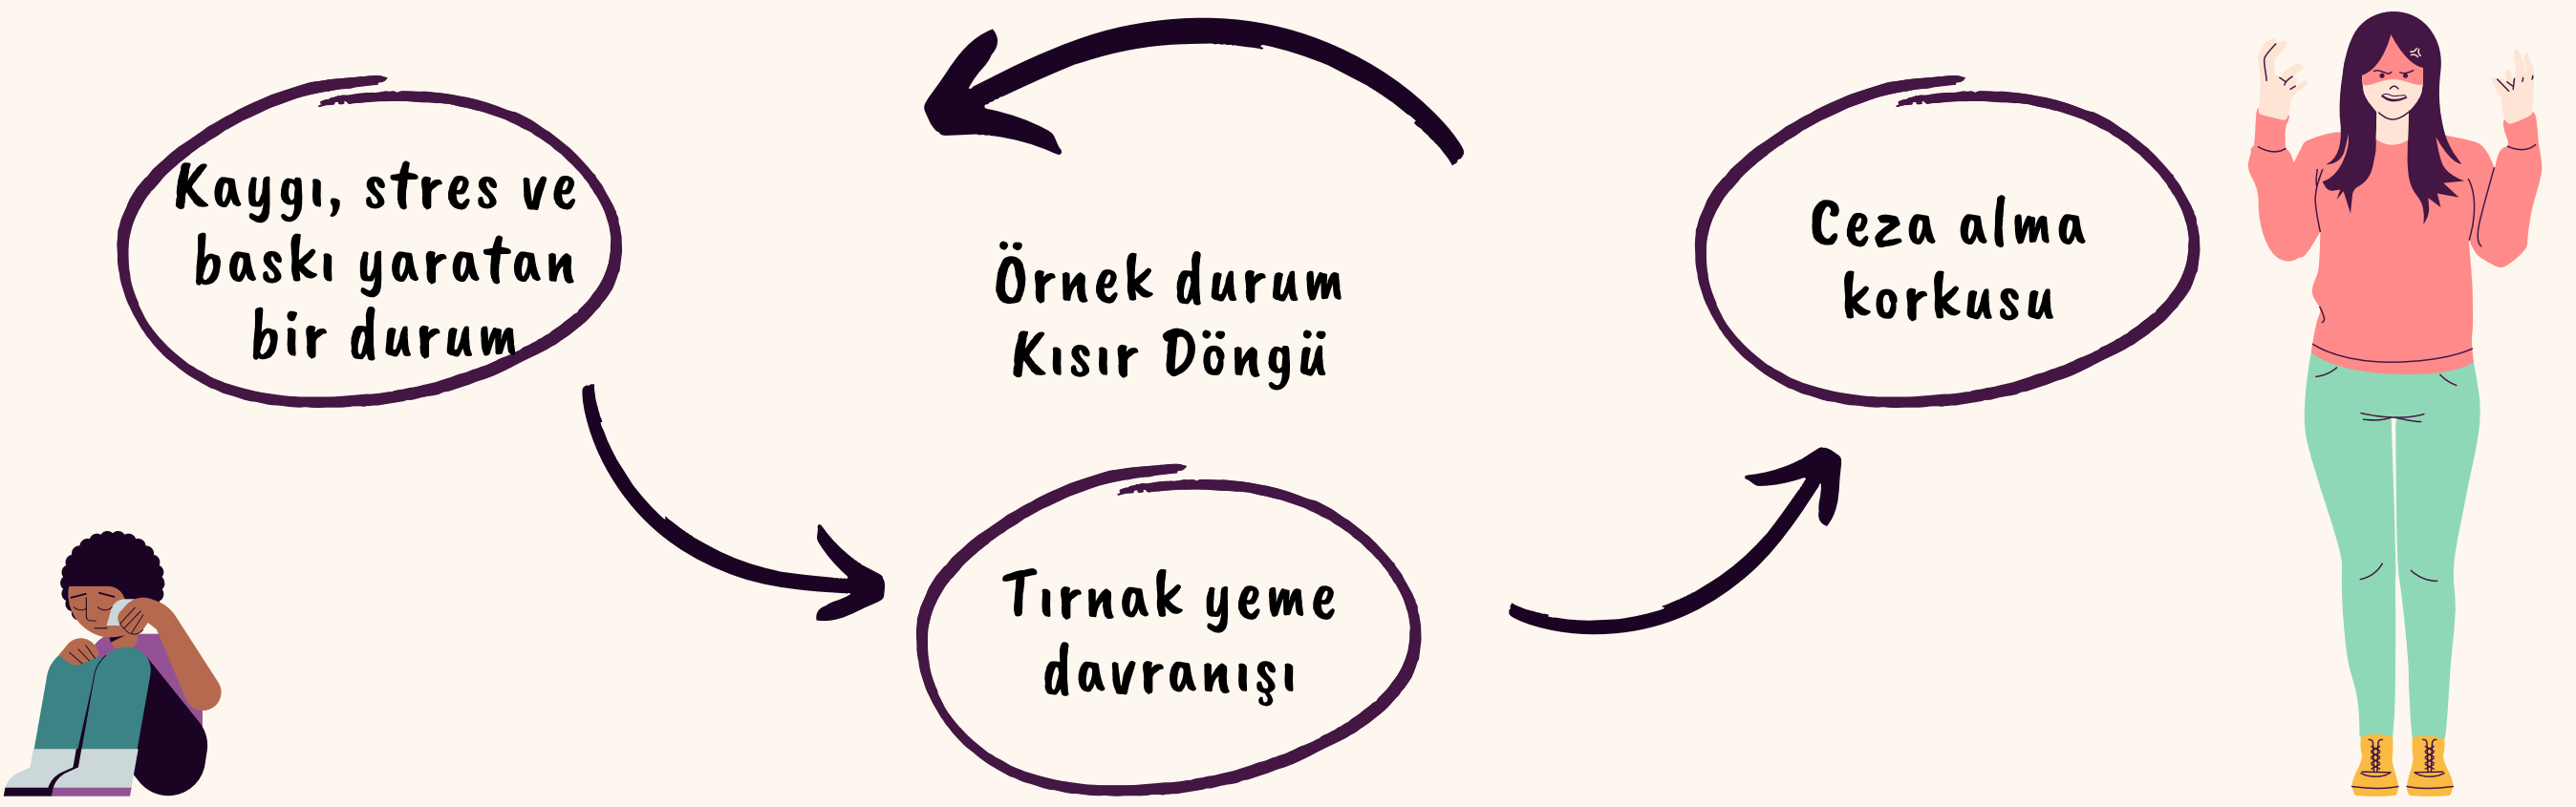 Kaygı, stres ve
baskı yaratan
bir durum
Örnek durum
Kısır Döngü
Ceza alma
korkusu
Tırnak yeme
davranışı